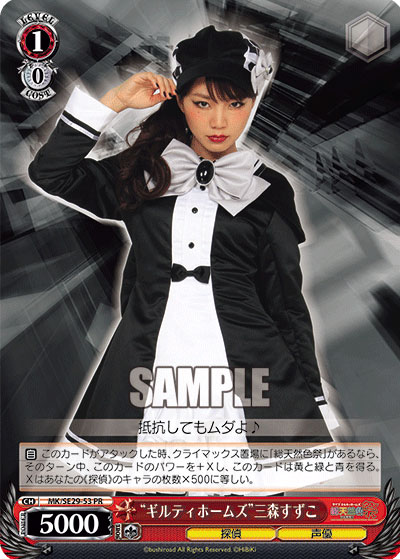 LEVEL
1
0
COST
SAMPLE
抵抗してもムダよ♪
自 このカードがアタックした時、クライマックス置場に「総天然色祭」があるなら、
そのターン中、このカードのパワーを＋Xし、このカードは黄と緑と青を得る。
Xはあなたの《探偵》のキャラの枚数×500に等しい。
CH MK/SE29-53 PR
POWER
5000
“ギルティホームズ”三森すずこ
探偵 声優
©bushiroad All Rights Reserved. ©HiBiKi